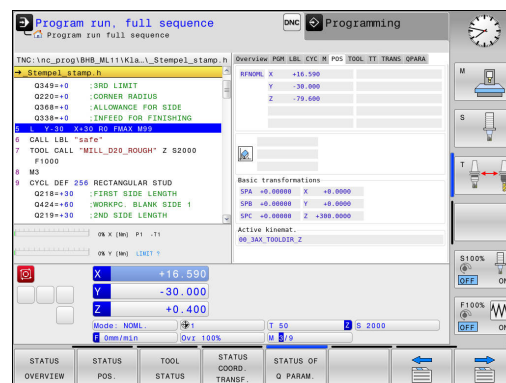 Program run, full sequence
DNC
Programming
Program run full sequence
TNC:\nc_prog\BHB_ML11\Kla…\_Stempel_stamp.h
→_Stempel_stamp.h
Q349=+0 ;3RD LIMIT
Q220=+0 ;CORNER RADIUS
Q368=+0 ;ALLOWANCE FOR SIDE
Q338=+0 ;INFEED FOR FINISHING
5 L Y-30 X+30 R0 FMAX M99
6 CALL LBL "safe"
7 TOOL CALL "MILL_D20_ROUGH" Z S2000
F1000
8 M3
9 CYCL DEF 256 RECTANGULAR STUD
Q218=+30 ;FIRST SIDE LENGTH
Q424=+60 ;WORKPC. BLANK SIDE 1
Q219=+30 ;2ND SIDE LENGTH
0% X [Nm] P1 -T1
0% Y [Nm] LIMIT 1
Overview PGM LBL CYC M POS TOOL TT TRANS QPARA
RFNOML X +16.590
Y -30.000
Z -79.600
Basic transformations
SPA +0.00000 X +0.0000
SPB +0.00000 Y +0.0000
SPC +0.00000 Z +300.0000
Active kinemat.
00_3AX_TOOLDIR_Z
X +16.590
Y -30.000
Z +0.400
Mode: NOML. 1 T 50 Z S 2000
F 0mm/min Ovr 100% M 3/9
M
S
T
S100%
OFF ON
F100%
OFF ON
STATUS OVERVIEW
STATUS POS.
TOOL STATUS
STATUS COORD. TRANSF.
STATUS OF Q PARAM.